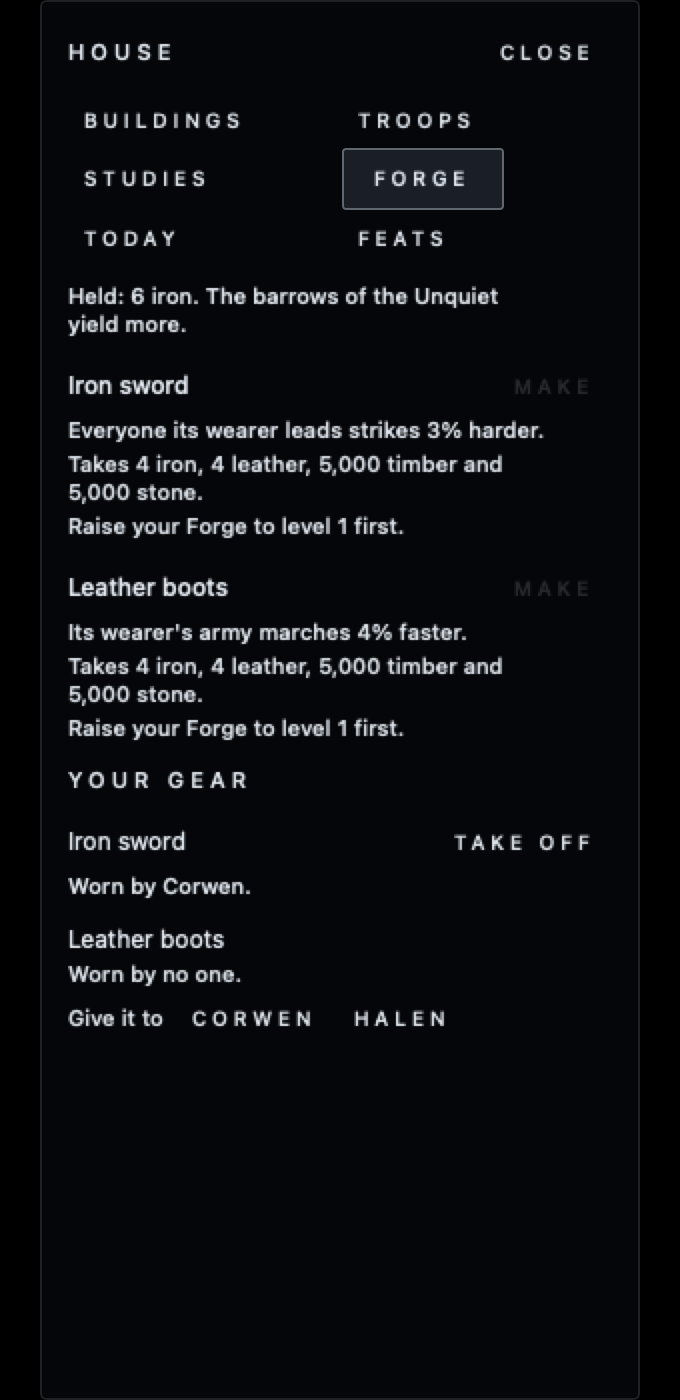 HOUSE CLOSE
BUILDINGS TROOPS
STUDIES FORGE
TODAY FEATS
Held: 6 iron. The barrows of the Unquiet
yield more.
Iron sword MAKE
Everyone its wearer leads strikes 3% harder.
Takes 4 iron, 4 leather, 5,000 timber and
5,000 stone.
Raise your Forge to level 1 first.
Leather boots MAKE
Its wearer's army marches 4% faster.
Takes 4 iron, 4 leather, 5,000 timber and
5,000 stone.
Raise your Forge to level 1 first.
YOUR GEAR
Iron sword TAKE OFF
Worn by Corwen.
Leather boots
Worn by no one.
Give it to CORWEN HALEN